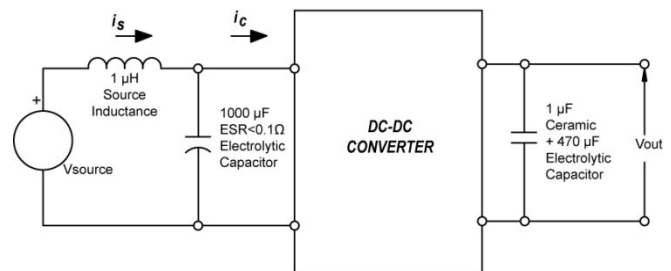 iS
iC
1 µH
Source
Inductance
+
Vsource
1000 µF
ESR<0.1Ω
Electrolytic
Capacitor
DC-DC
CONVERTER
1 µF
Ceramic
+ 470 µF
Electrolytic
Capacitor
Vout